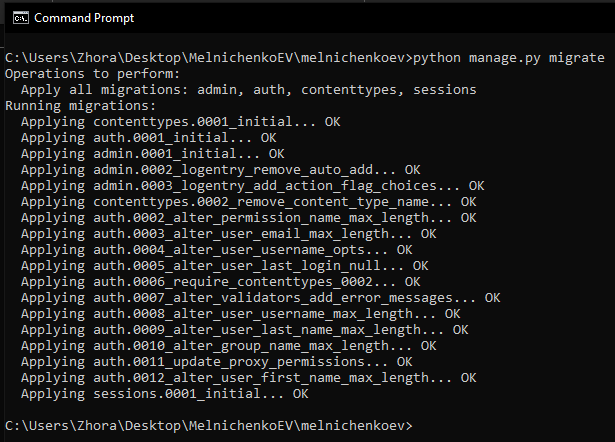 Command Prompt
C:\Users\Zhora\Desktop\MelnichenkoEV\melnichenkoev>python manage.py migrate
Operations to perform:
  Apply all migrations: admin, auth, contenttypes, sessions
Running migrations:
  Applying contenttypes.0001_initial... OK
  Applying auth.0001_initial... OK
  Applying admin.0001_initial... OK
  Applying admin.0002_logentry_remove_auto_add... OK
  Applying admin.0003_logentry_add_action_flag_choices... OK
  Applying contenttypes.0002_remove_content_type_name... OK
  Applying auth.0002_alter_permission_name_max_length... OK
  Applying auth.0003_alter_user_email_max_length... OK
  Applying auth.0004_alter_user_username_opts... OK
  Applying auth.0005_alter_user_last_login_null... OK
  Applying auth.0006_require_contenttypes_0002... OK
  Applying auth.0007_alter_validators_add_error_messages... OK
  Applying auth.0008_alter_user_username_max_length... OK
  Applying auth.0009_alter_user_last_name_max_length... OK
  Applying auth.0010_alter_group_name_max_length... OK
  Applying auth.0011_update_proxy_permissions... OK
  Applying auth.0012_alter_user_first_name_max_length... OK
  Applying sessions.0001_initial... OK
C:\Users\Zhora\Desktop\MelnichenkoEV\melnichenkoev>